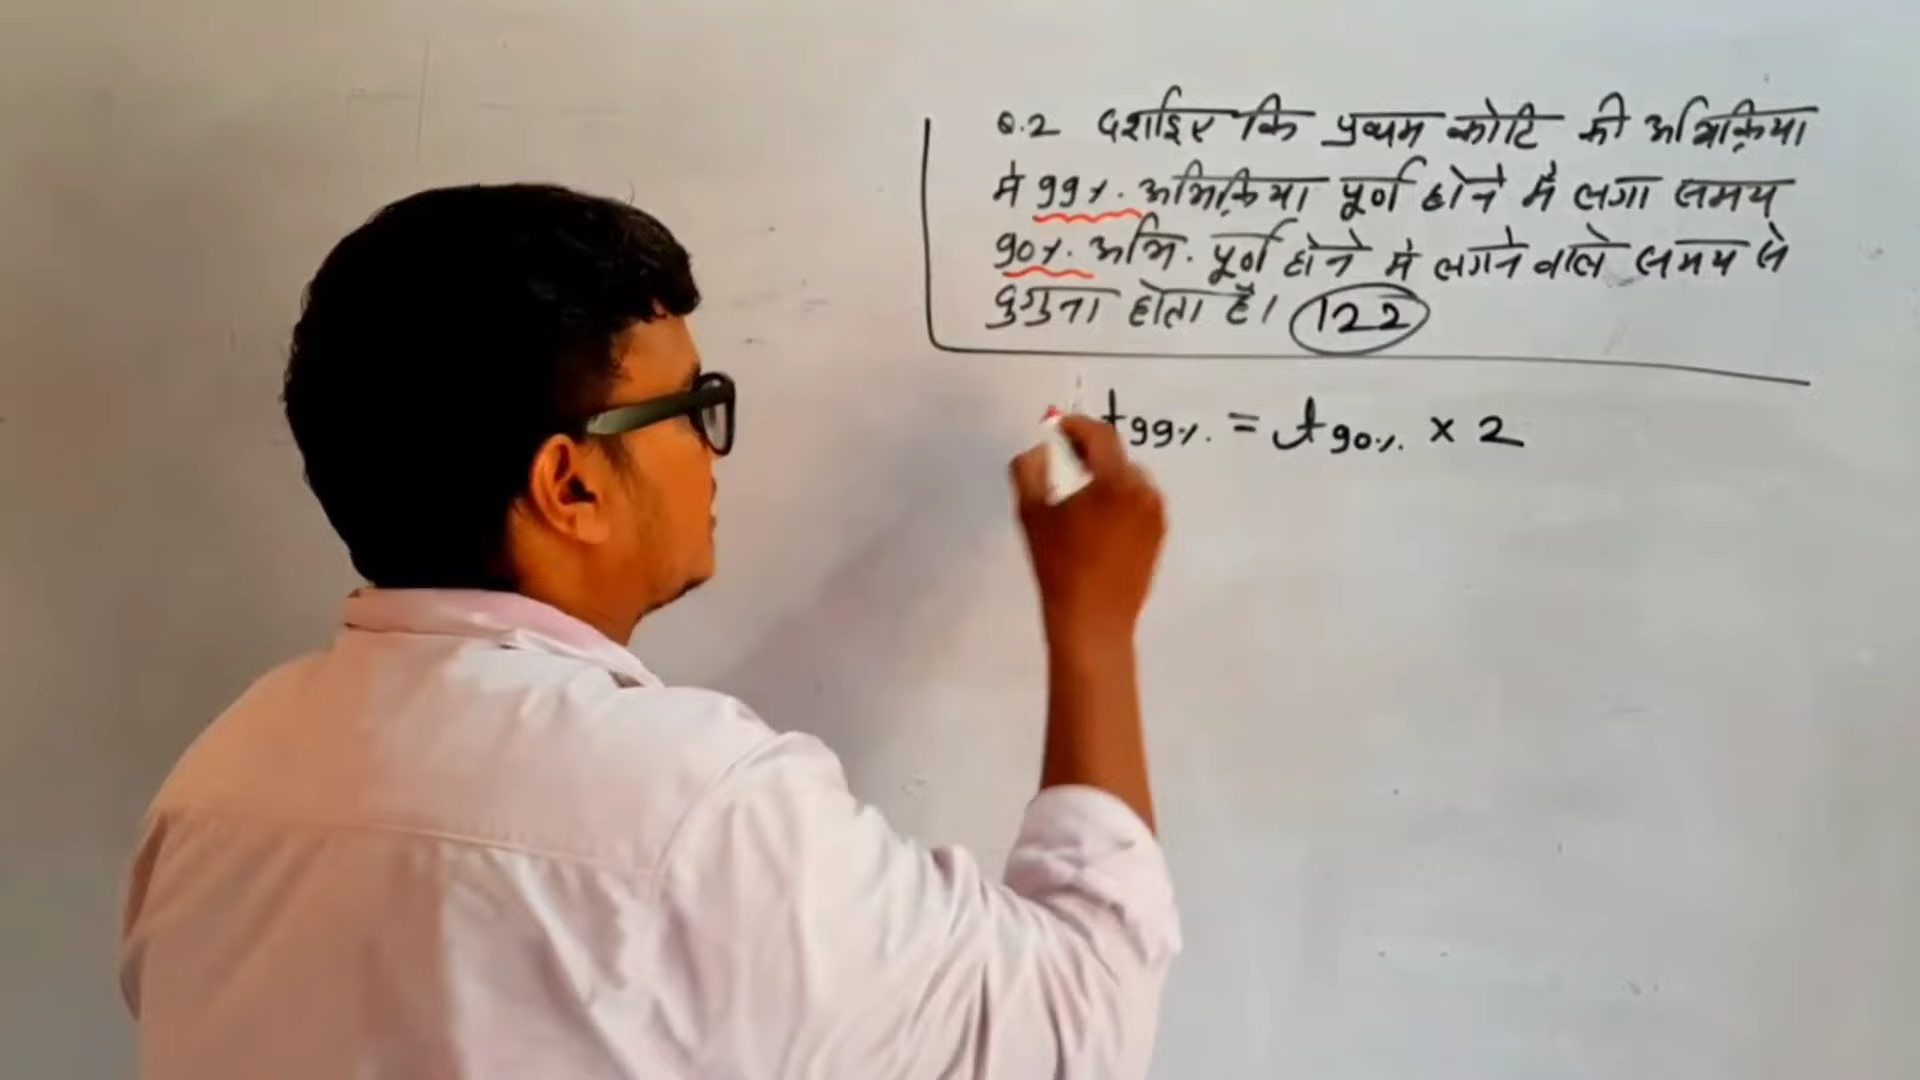 Q.2 दर्शाइए कि प्रथम कोटि की अभिक्रिया
में 99%. अभिक्रिया पूर्ण होने में लगा समय
90%. अभि. पूर्ण होने में लगने वाले समय से
दुगुना होता है। 122
t99%. = t90%. × 2